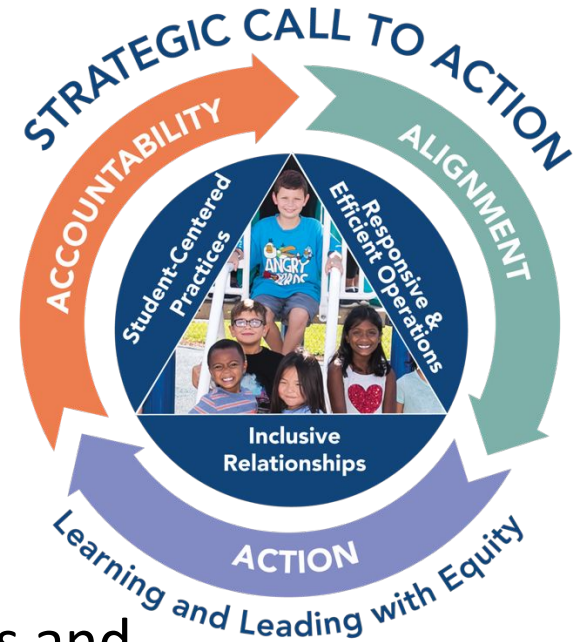 STRATEGIC CALL TO ACTION
ACCOUNTABILITY
ALIGNMENT
Student-Centered
Practices
Responsive &
Efficient Operations
ANGRY
Inclusive
Relationships
ACTION
Learning and Leading with Equity
s and